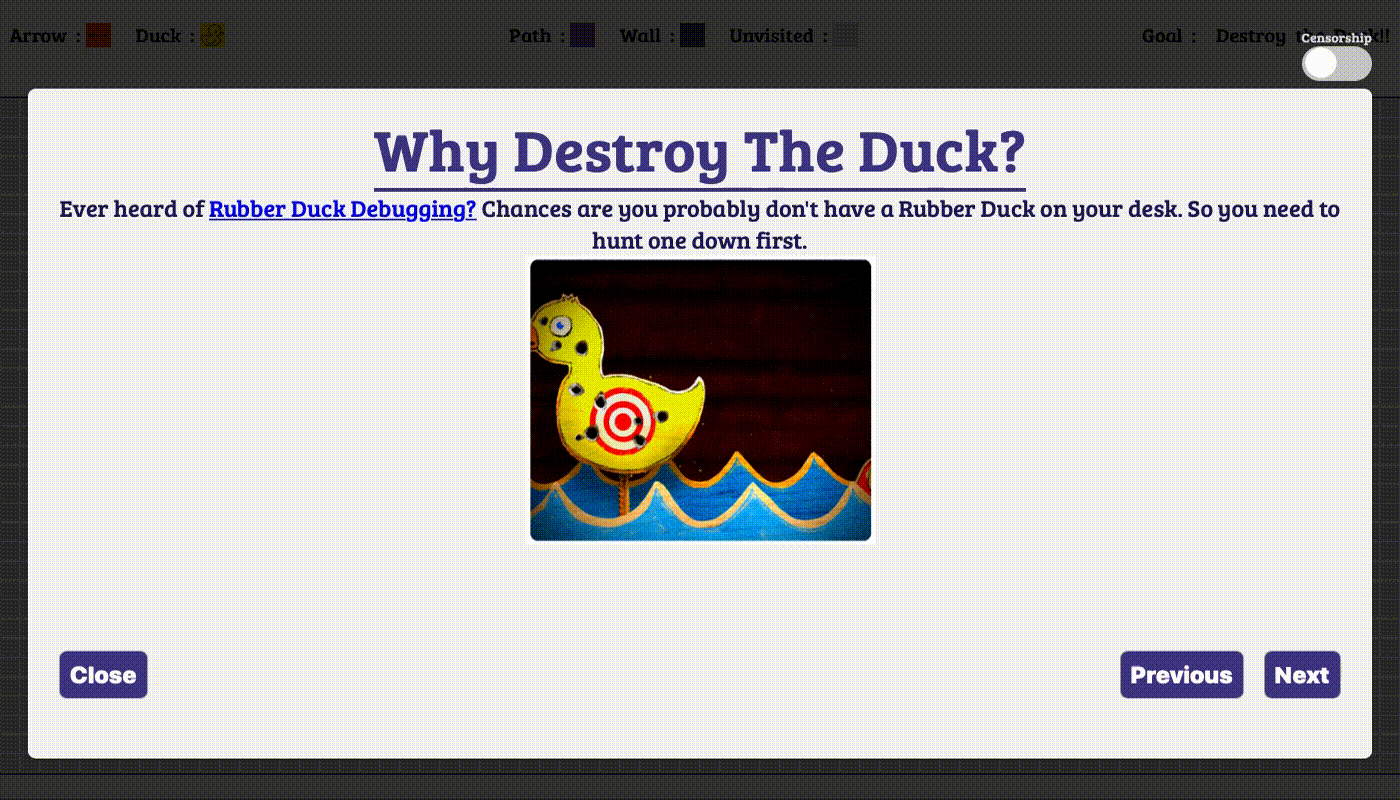 Arrow : Duck : Path : Wall : Unvisited : Goal : Destroy the Duck!!
Censorship
Why Destroy The Duck?
Ever heard of Rubber Duck Debugging? Chances are you probably don't have a Rubber Duck on your desk. So you need to
hunt one down first.
Close Previous Next